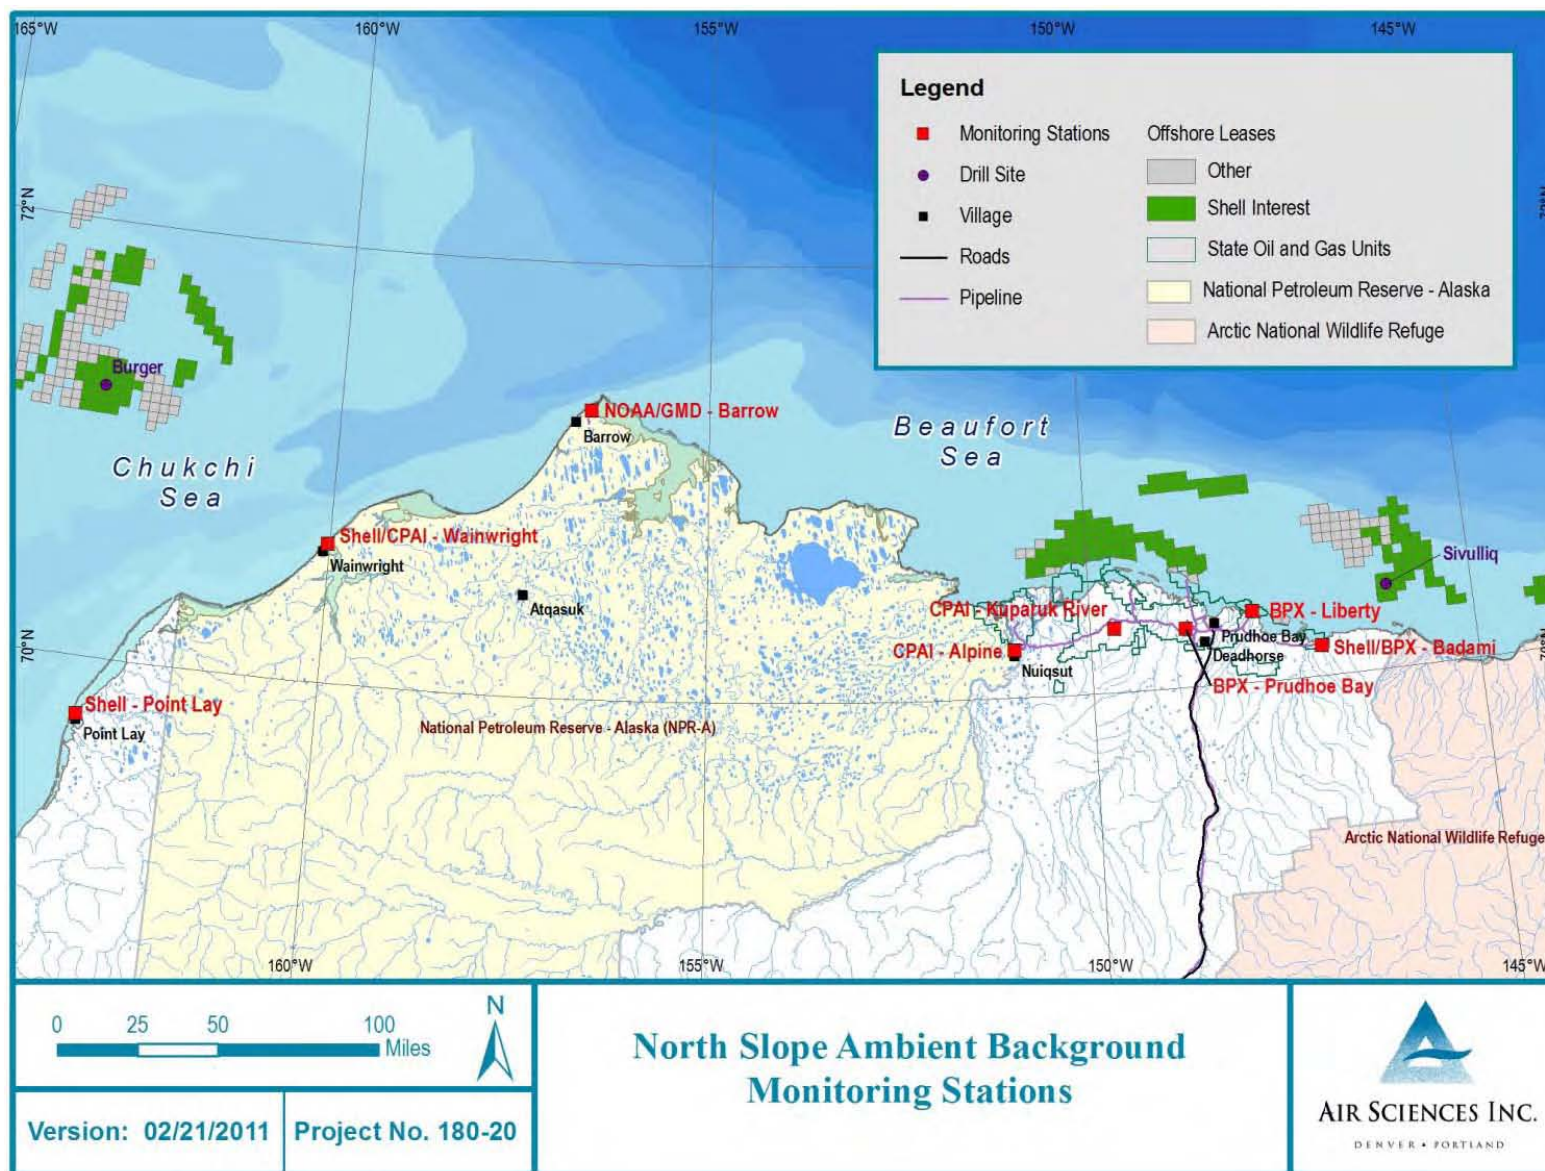 165°W
160°W
155°W
150°W
145°W
72°N
Legend
Monitoring Stations
Drill Site
Village
Roads
Pipeline
Offshore Leases
Other
Shell Interest
State Oil and Gas Units
National Petroleum Reserve - Alaska
Arctic National Wildlife Refuge
Burger
NOAA/GMD - Barrow
Barrow
Beaufort
Sea
Chukchi
Sea
Shell/CPAI - Wainwright
Wainwright
Atqasuk
Sivulliq
CPAI - Kuparuk River
BPX - Liberty
Prudhoe Bay
70°N
CPAI - Alpine
Deadhorse
Shell/BPX - Badami
Nuiqsut
BPX - Prudhoe Bay
Shell - Point Lay
Point Lay
National Petroleum Reserve - Alaska (NPR-A)
Arctic National Wildlife Refuge
160°W
155°W
150°W
145°W
0 25 50 100
Miles
N
North Slope Ambient Background
Monitoring Stations
AIR SCIENCES INC.
DENVER • PORTLAND
Version: 02/21/2011
Project No. 180-20